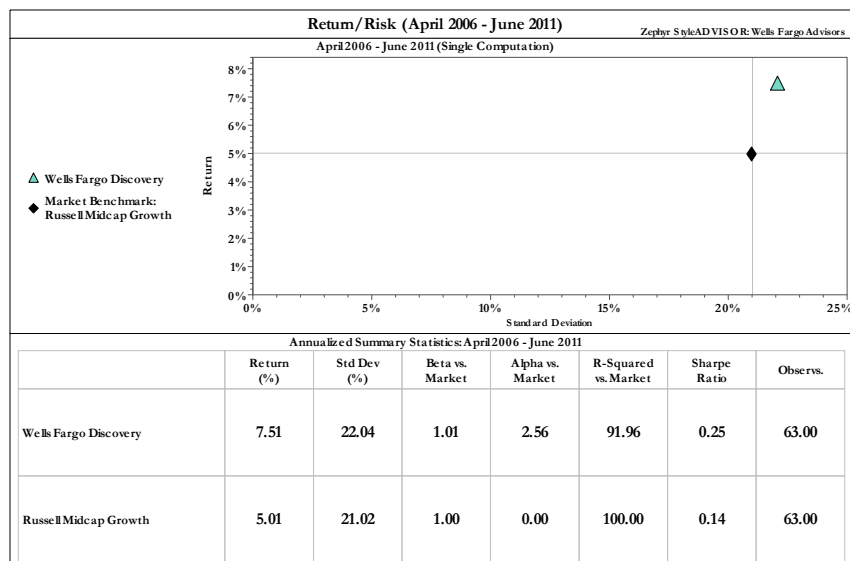 Return/Risk (April 2006 - June 2011)
Zephyr StyleADVISOR: Wells Fargo Advisors
April 2006 - June 2011 (Single Computation)
8%
7%
6%
5%
4%
3%
2%
1%
0%
Return
0% 5% 10% 15% 20% 25%
Standard Deviation
Wells Fargo Discovery
Market Benchmark:
Russell Midcap Growth
Annualized Summary Statistics: April 2006 - June 2011
Return (%) Std Dev (%) Beta vs. Market Alpha vs. Market R-Squared vs. Market Sharpe Ratio Observs.
Wells Fargo Discovery 7.51 22.04 1.01 2.56 91.96 0.25 63.00
Russell Midcap Growth 5.01 21.02 1.00 0.00 100.00 0.14 63.00